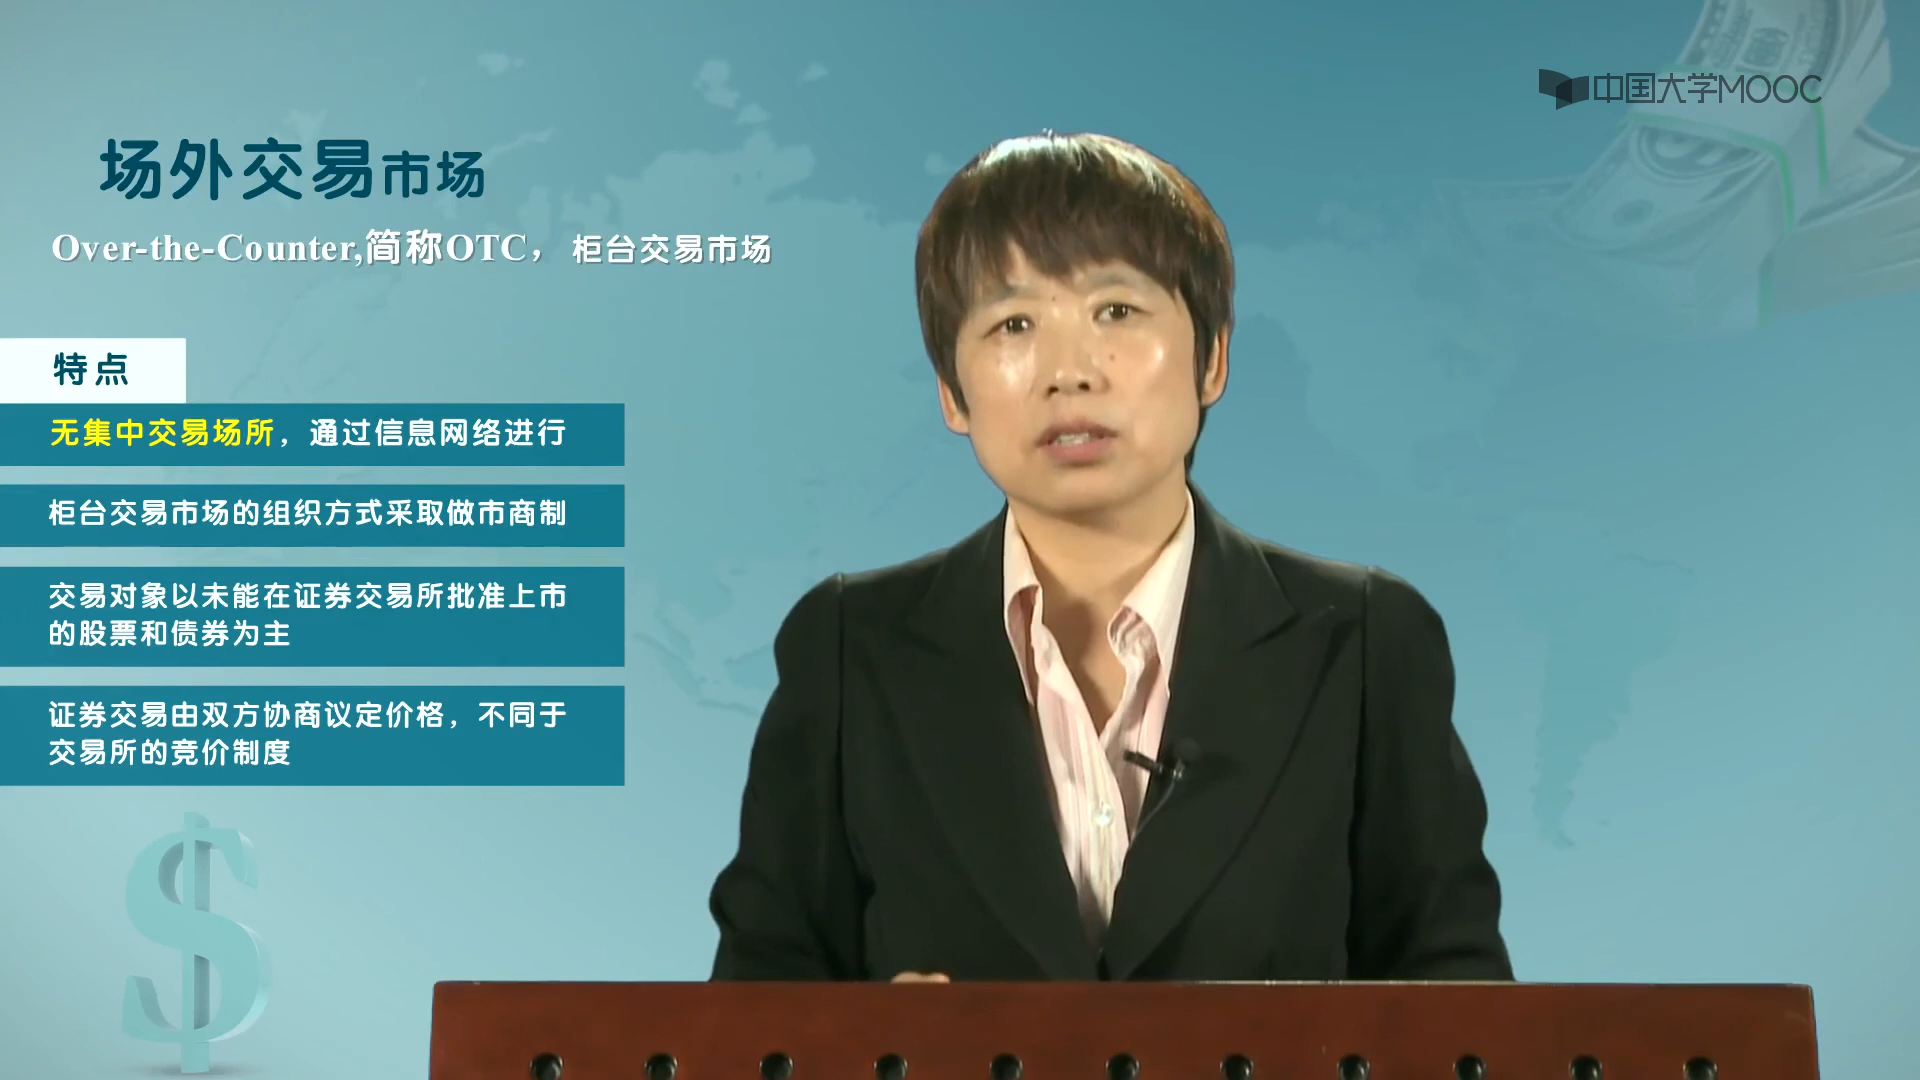 中国大学MOOC
场外交易市场
Over-the-Counter,简称OTC，柜台交易市场
特点
无集中交易场所，通过信息网络进行
柜台交易市场的组织方式采取做市商制
交易对象以未能在证券交易所批准上市
的股票和债券为主
证券交易由双方协商议定价格，不同于
交易所的竞价制度